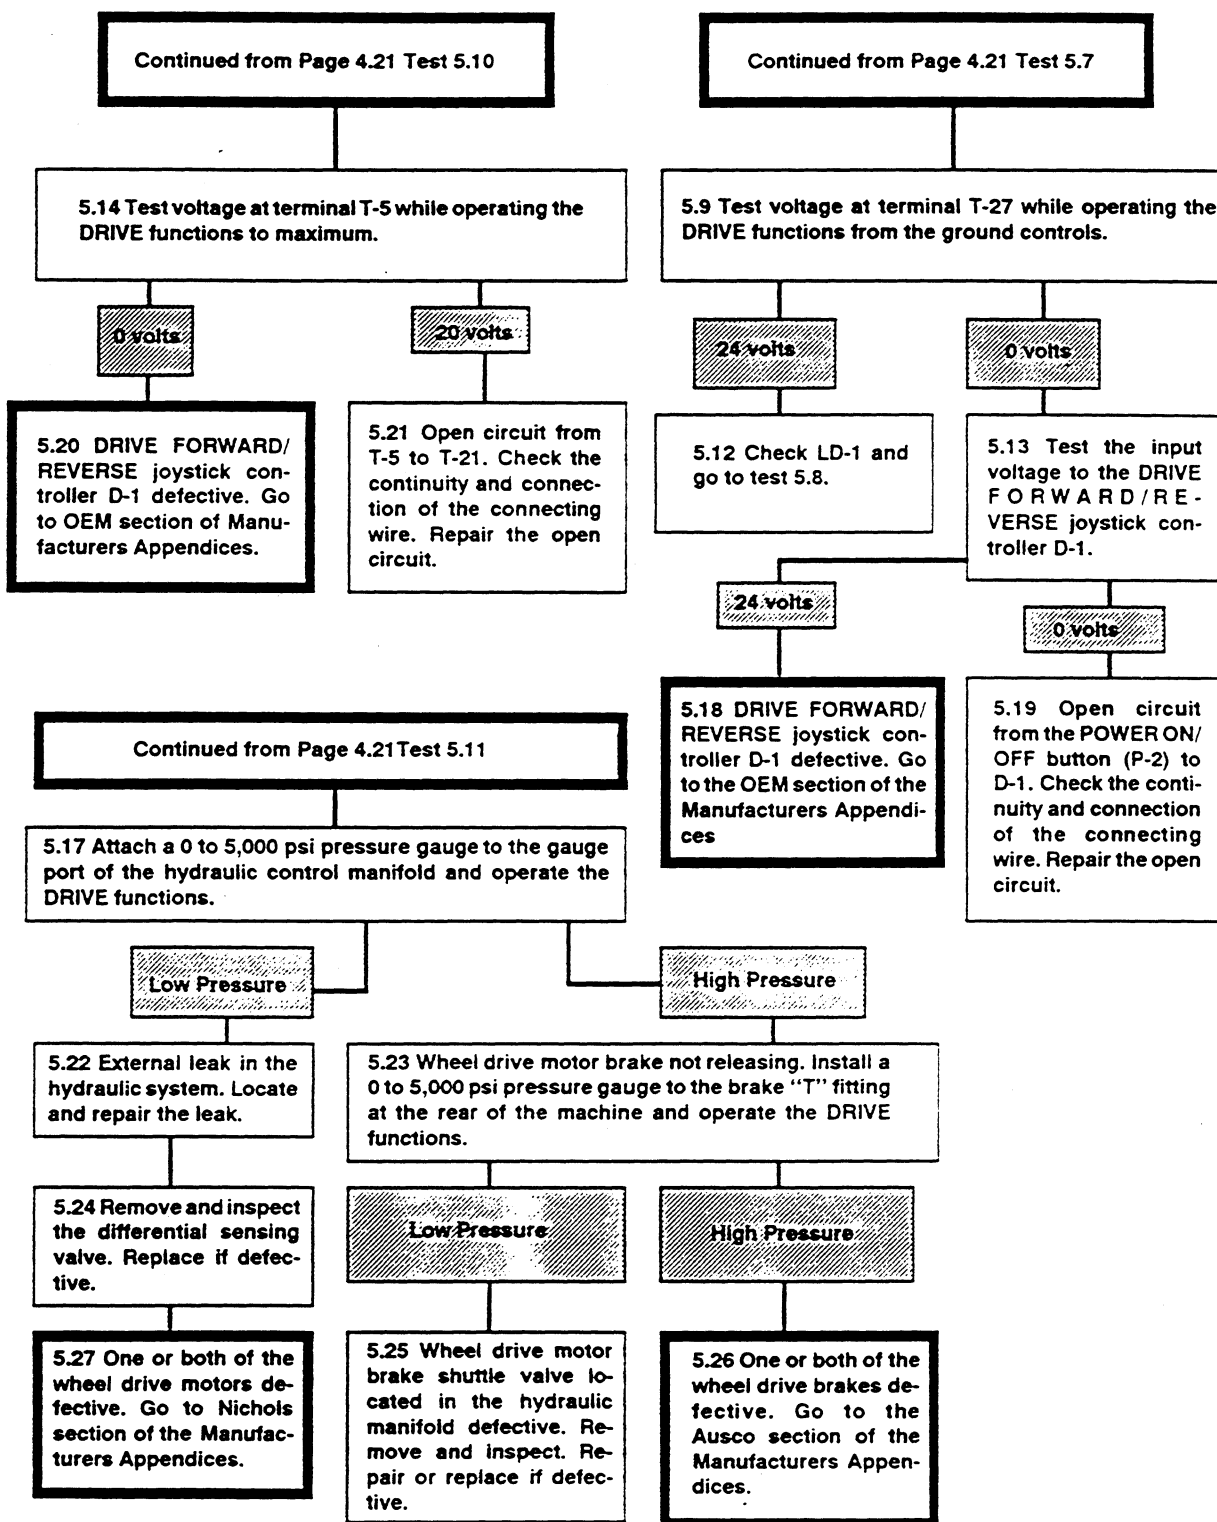 Continued from Page 4.21 Test 5.10
Continued from Page 4.21 Test 5.7
5.14 Test voltage at terminal T-5 while operating the
DRIVE functions to maximum.
5.9 Test voltage at terminal T-27 while operating the
DRIVE functions from the ground controls.
0 volts
20 volts
24 volts
0 volts
5.20 DRIVE FORWARD/
REVERSE joystick con-
troller D-1 defective. Go
to OEM section of Manu-
facturers Appendices.
5.21 Open circuit from
T-5 to T-21. Check the
continuity and connec-
tion of the connecting
wire. Repair the open
circuit.
5.12 Check LD-1 and
go to test 5.8.
5.13 Test the input
voltage to the DRIVE
FORWARD/RE-
VERSE joystick con-
troller D-1.
24 volts
0 volts
5.18 DRIVE FORWARD/
REVERSE joystick con-
troller D-1 defective. Go
to the OEM section of the
Manufacturers Appendi-
ces
5.19 Open circuit
from the POWER ON/
OFF button (P-2) to
D-1. Check the conti-
nuity and connection
of the connecting
wire. Repair the open
circuit.
Continued from Page 4.21 Test 5.11
5.17 Attach a 0 to 5,000 psi pressure gauge to the gauge
port of the hydraulic control manifold and operate the
DRIVE functions.
Low Pressure
High Pressure
5.22 External leak in the
hydraulic system. Locate
and repair the leak.
5.23 Wheel drive motor brake not releasing. Install a
0 to 5,000 psi pressure gauge to the brake "T" fitting
at the rear of the machine and operate the DRIVE
functions.
5.24 Remove and inspect
the differential sensing
valve. Replace if defec-
tive.
Low Pressure
High Pressure
5.27 One or both of the
wheel drive motors de-
fective. Go to Nichols
section of the Manufac-
turers Appendices.
5.25 Wheel drive motor
brake shuttle valve lo-
cated in the hydraulic
manifold defective. Re-
move and inspect. Re-
pair or replace if defec-
tive.
5.26 One or both of the
wheel drive brakes de-
fective. Go to the
Ausco section of the
Manufacturers Appen-
dices.